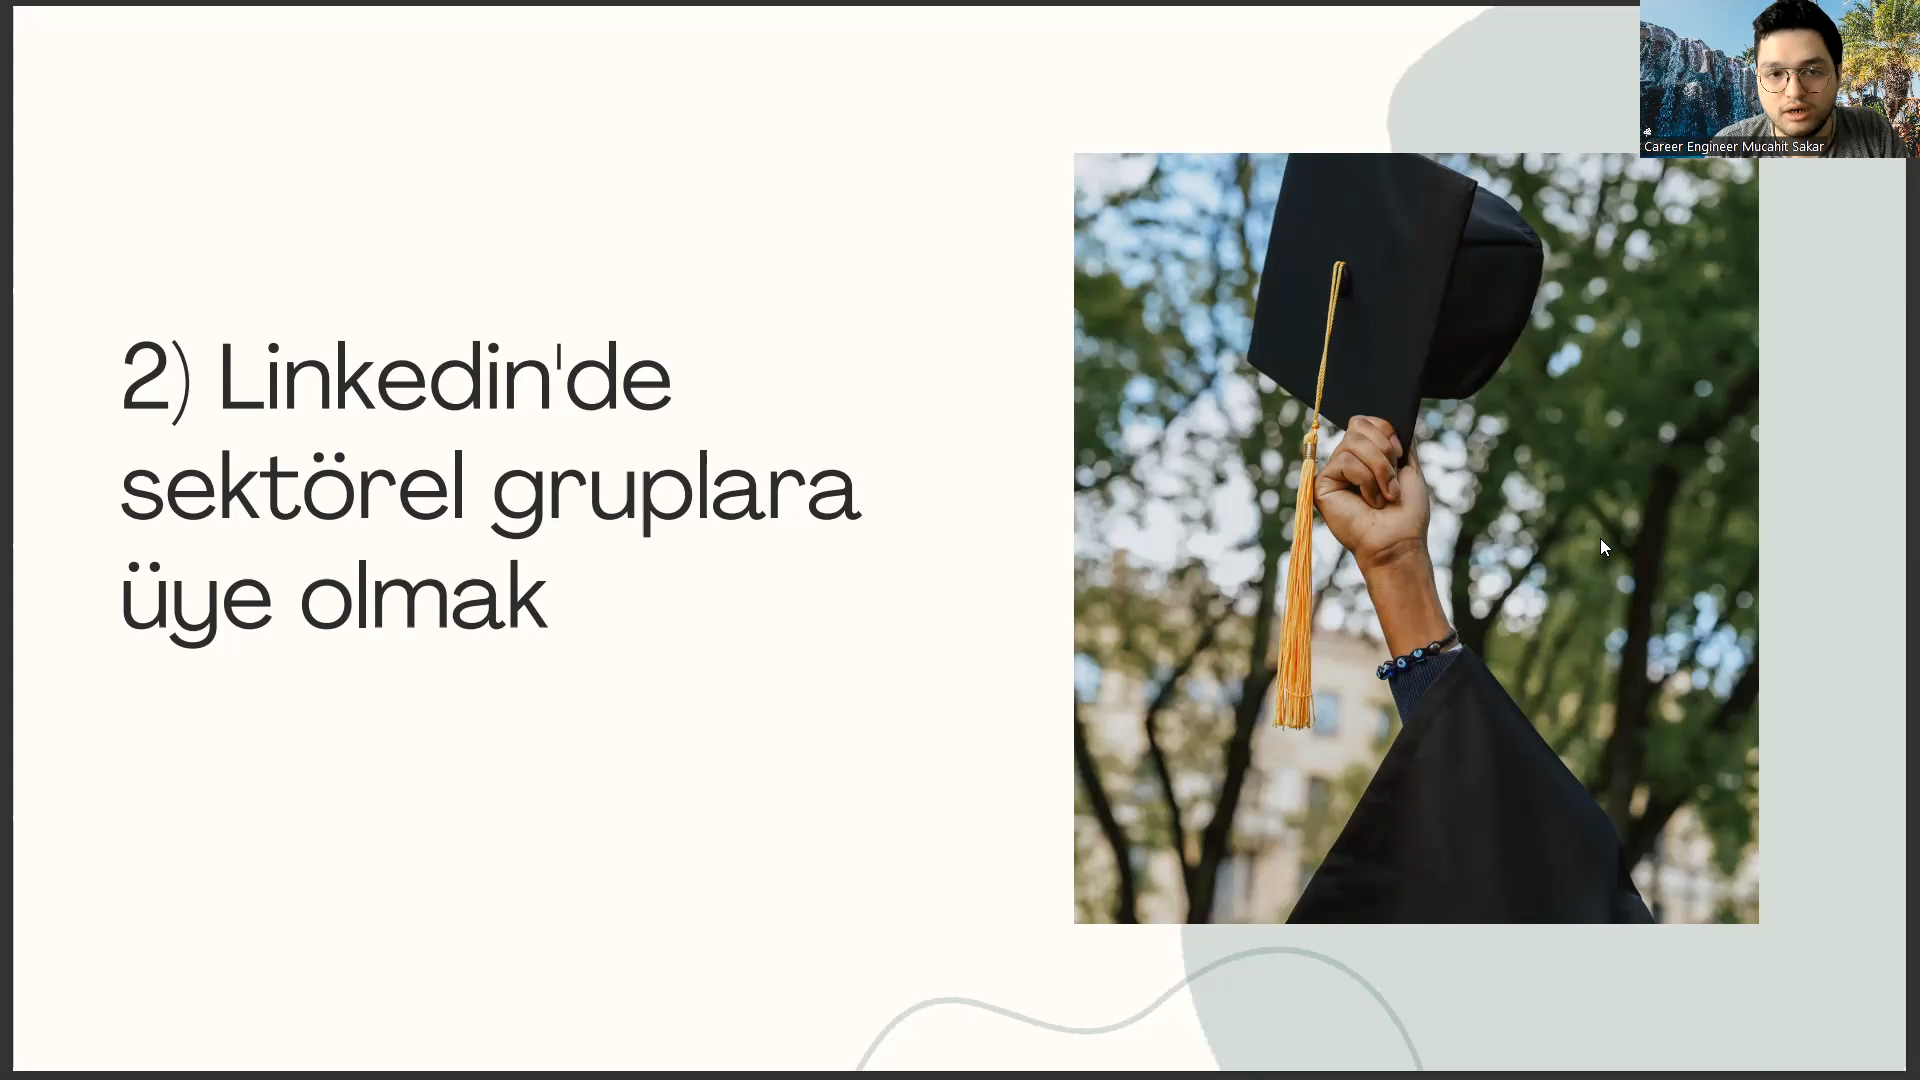 2) Linkedin'de
sektörel gruplara
üye olmak
Career Engineer Mucahit Sakar